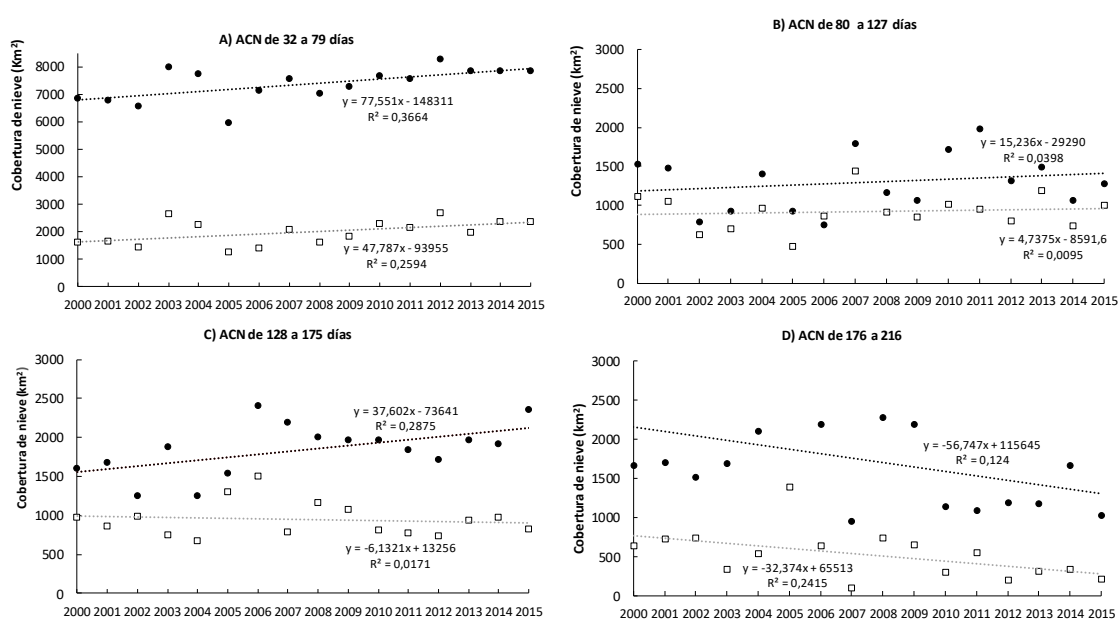 A) ACN de 32 a 79 días
Cobertura de nieve (Km²)
8000
7000
6000
5000
4000
3000
2000
1000
0
y = 77,551x - 148311
R² = 0,3664
y = 47,787x - 93955
R² = 0,2594
2000 2001 2002 2003 2004 2005 2006 2007 2008 2009 2010 2011 2012 2013 2014 2015
B) ACN de 80 a 127 días
Cobertura de nieve (Km²)
3000
2500
2000
1500
1000
500
0
y = 15,236x - 29290
R² = 0,0398
y = 4,7375x - 8591,6
R² = 0,0095
2000 2001 2002 2003 2004 2005 2006 2007 2008 2009 2010 2011 2012 2013 2014 2015
C) ACN de 128 a 175 días
Cobertura de nieve (km²)
3000
2500
2000
1500
1000
500
0
y = 37,602x - 73641
R² = 0,2875
y = -6,1321x + 13256
R² = 0,0171
2000 2001 2002 2003 2004 2005 2006 2007 2008 2009 2010 2011 2012 2013 2014 2015
D) ACN de 176 a 216
Cobertura de nieve (km²)
3000
2500
2000
1500
1000
500
0
y = -56,747x + 115645
R² = 0,124
y = -32,374x + 65513
R² = 0,2415
2000 2001 2002 2003 2004 2005 2006 2007 2008 2009 2010 2011 2012 2013 2014 2015